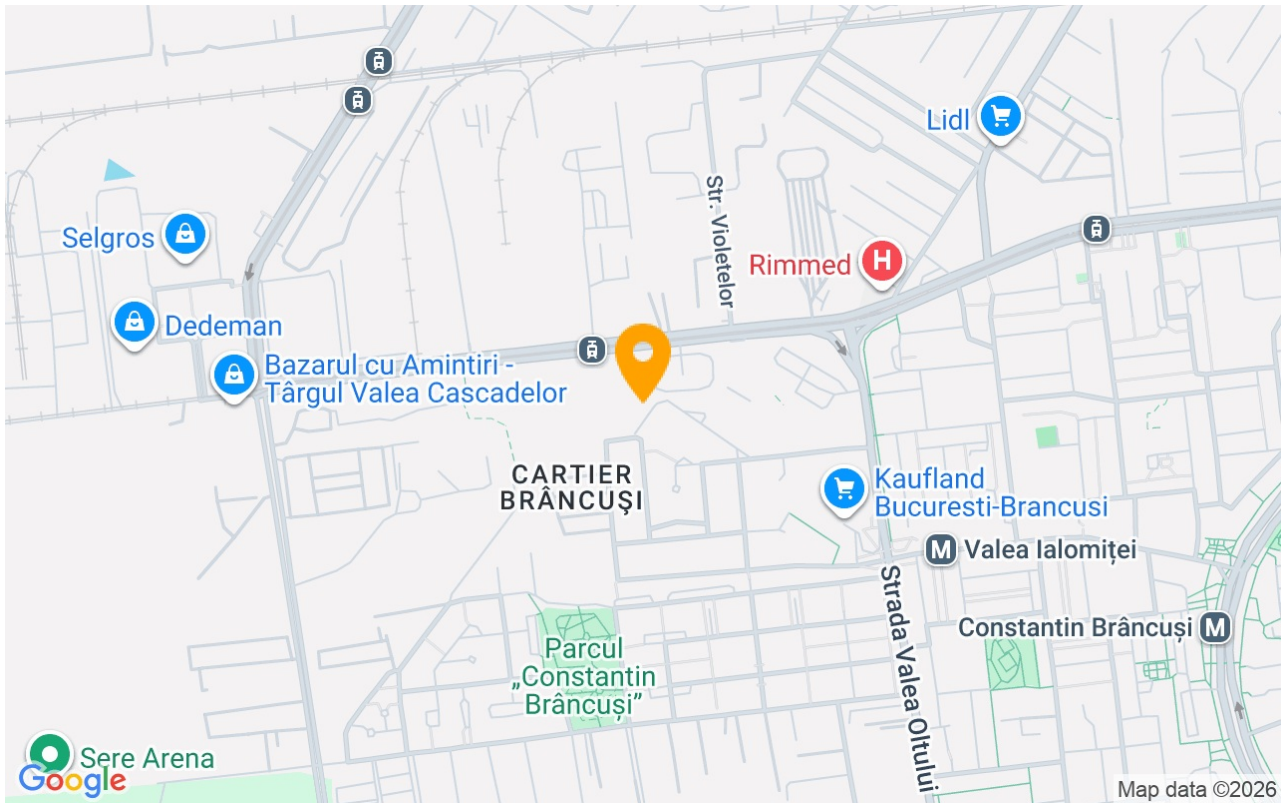 Lidl
Selgros
Str. Violetelor
Rimmed
H
Dedeman
Bazarul cu Amintiri -
Târgul Valea Cascadelor
CARTIER
BRÂNCUȘI
Kaufland
Bucuresti-Brancusi
M
Valea Ialomiței
Strada Valea Oltului
Constantin Brâncuși
M
Parcul
„Constantin
Brâncuși”
Sere Arena
Google
Map data ©2026